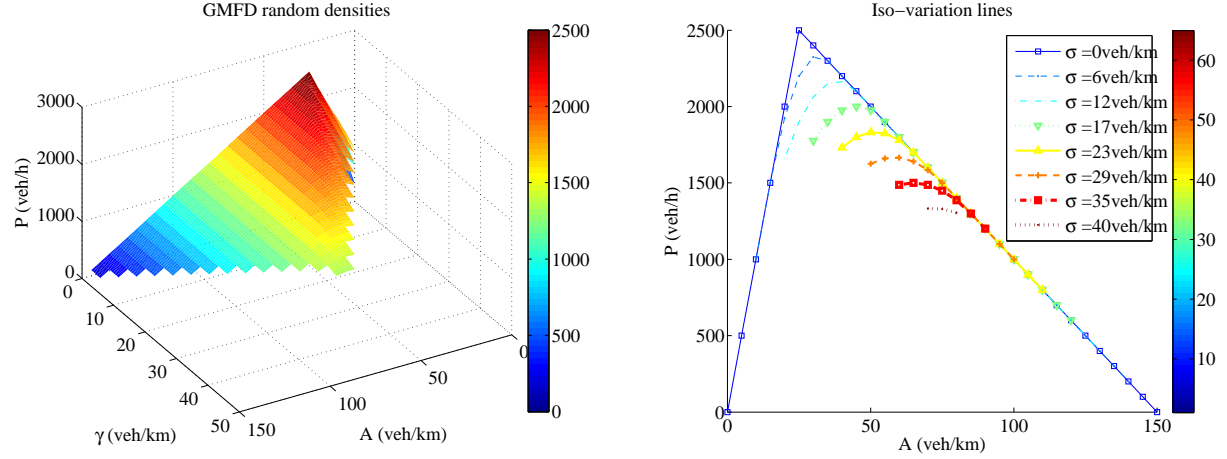 GMFD random densities
3000
2000
1000
0
P (veh/h)
0
10
20
30
40
50
γ (veh/km)
150
100
50
0
A (veh/km)
2500
2000
1500
1000
500
0
Iso−variation lines
2500
2000
1500
1000
500
0
P (veh/h)
0
50
100
150
A (veh/km)
σ =0veh/km
σ =6veh/km
σ =12veh/km
σ =17veh/km
σ =23veh/km
σ =29veh/km
σ =35veh/km
σ =40veh/km
60
50
40
30
20
10